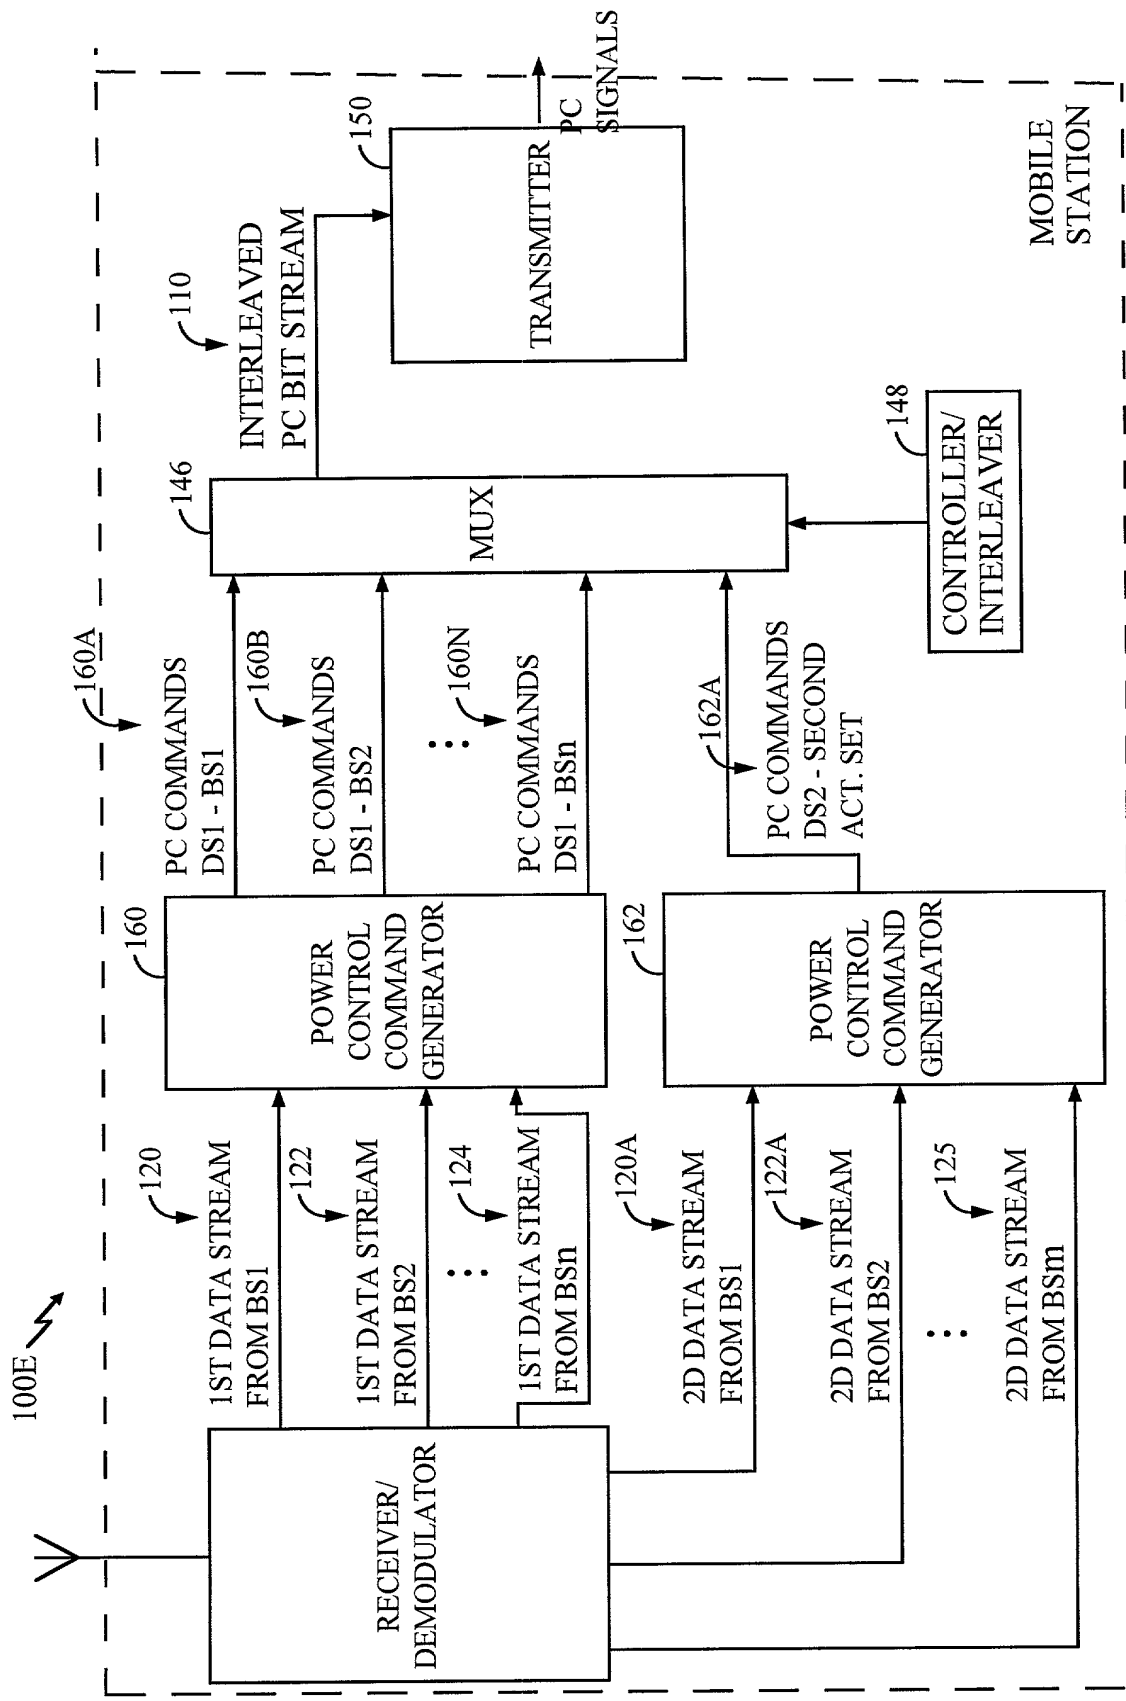 100E
RECEIVER/
DEMODULATOR
120
1ST DATA STREAM
FROM BS1
122
1ST DATA STREAM
FROM BS2
124
1ST DATA STREAM
FROM BSn
120A
2D DATA STREAM
FROM BS1
122A
2D DATA STREAM
FROM BS2
125
2D DATA STREAM
FROM BSm
160
POWER
CONTROL
COMMAND
GENERATOR
162
POWER
CONTROL
COMMAND
GENERATOR
160A
PC COMMANDS
DS1 - BS1
160B
PC COMMANDS
DS1 - BS2
160N
PC COMMANDS
DS1 - BSn
162A
PC COMMANDS
DS2 - SECOND
ACT. SET
146
MUX
148
CONTROLLER/
INTERLEAVER
110
INTERLEAVED
PC BIT STREAM
150
TRANSMITTER
PC
SIGNALS
MOBILE
STATION